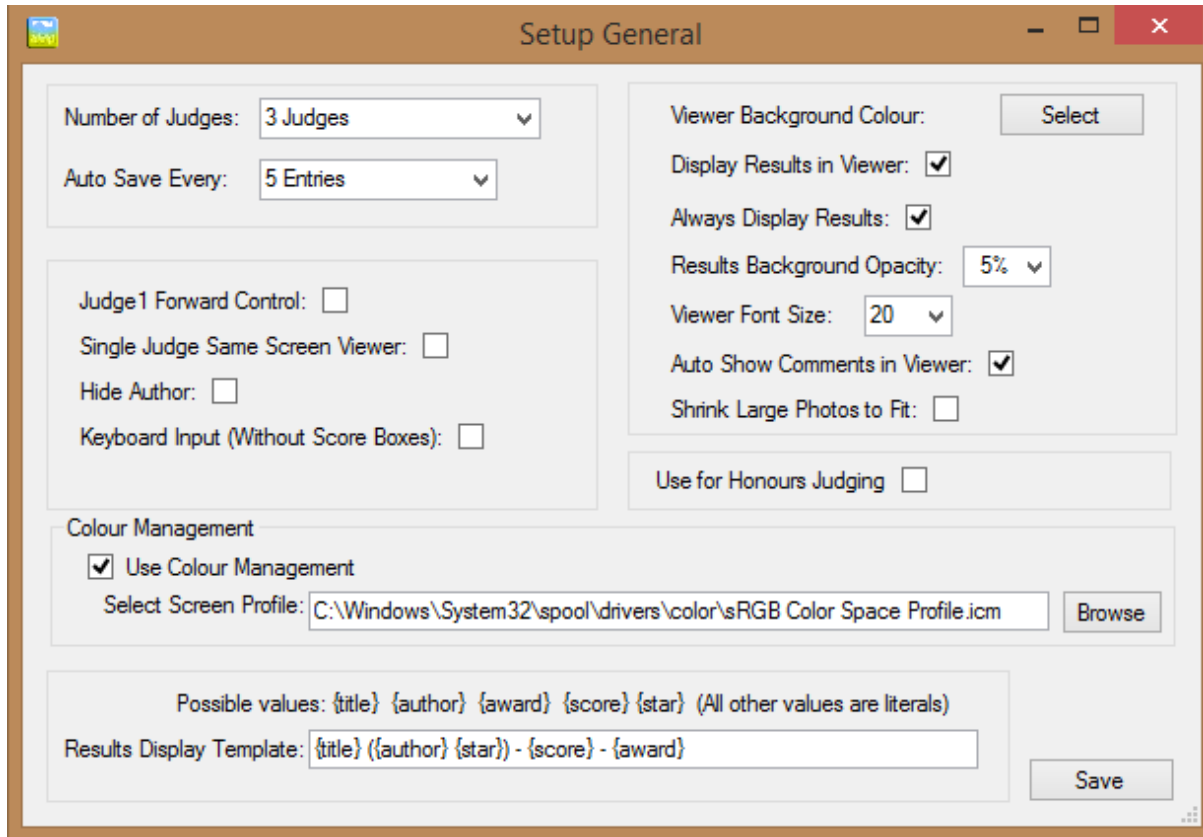 Setup General
Number of Judges: 3 Judges
Auto Save Every: 5 Entries
Judge1 Forward Control:
Single Judge Same Screen Viewer:
Hide Author:
Keyboard Input (Without Score Boxes):
Viewer Background Colour: Select
Display Results in Viewer:
Always Display Results:
Results Background Opacity: 5%
Viewer Font Size: 20
Auto Show Comments in Viewer:
Shrink Large Photos to Fit:
Use for Honours Judging
Colour Management
Use Colour Management
Select Screen Profile: C:\Windows\System32\spool\drivers\color\sRGB Color Space Profile.icm Browse
Possible values: {title} {author} {award} {score} {star} (All other values are literals)
Results Display Template: {title} ({author} {star}) - {score} - {award}
Save